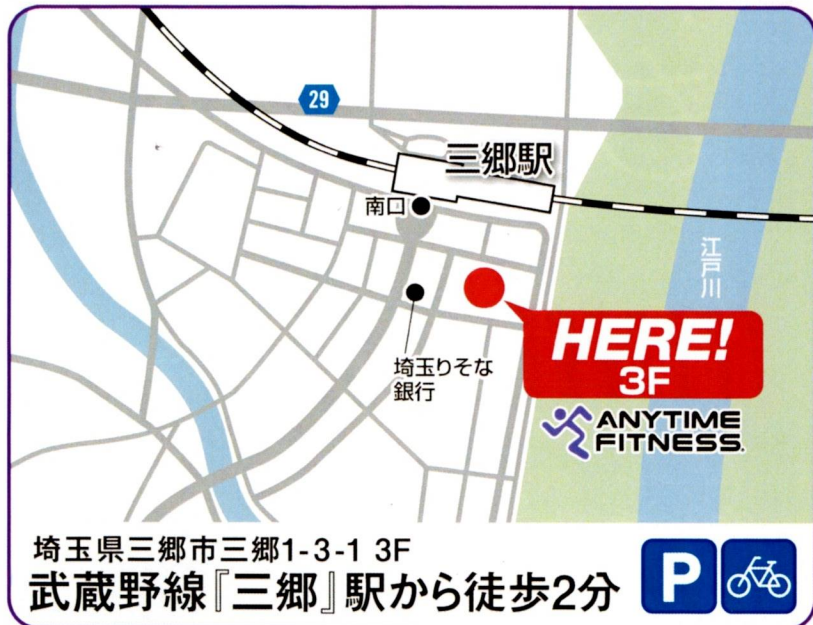 29
三郷駅
南口
江戸川
埼玉りそな
銀行
HERE!
3F
ANYTIME
FITNESS.
埼玉県三郷市三郷1-3-1 3F
武蔵野線『三郷』駅から徒歩2分
P